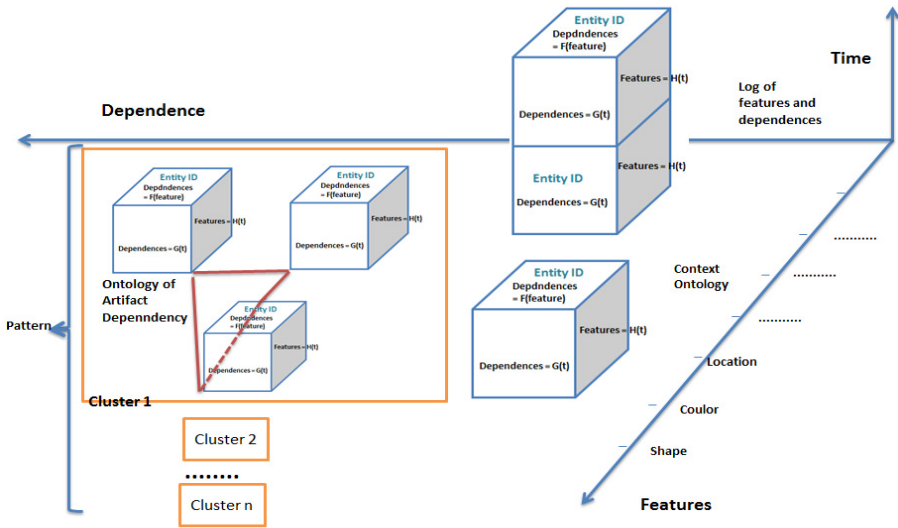 Entity ID
Depdndences
= F(feature)
Features = H(t)
Dependences = G(t)
Time
Log of
features and
dependences
Dependence
Features = H(t)
Entity ID
Dependences = G(t)
Entity ID
Depdndences
= F(feature)
Features = H(t)
Dependences = G(t)
Entity ID
Depdndences
= F(feature)
Features = H(t)
Dependences = G(t)
Ontology of
Artifact
Depenndency
Entity ID
Depdndences
= F(feature)
Features = H(t)
Dependences = G(t)
Pattern
Cluster 1
Cluster 2
........
Cluster n
Entity ID
Depdndences
= F(feature)
Features = H(t)
Dependences = G(t)
Context
Ontology
..........
..........
..........
Location
Coulor
Shape
Features